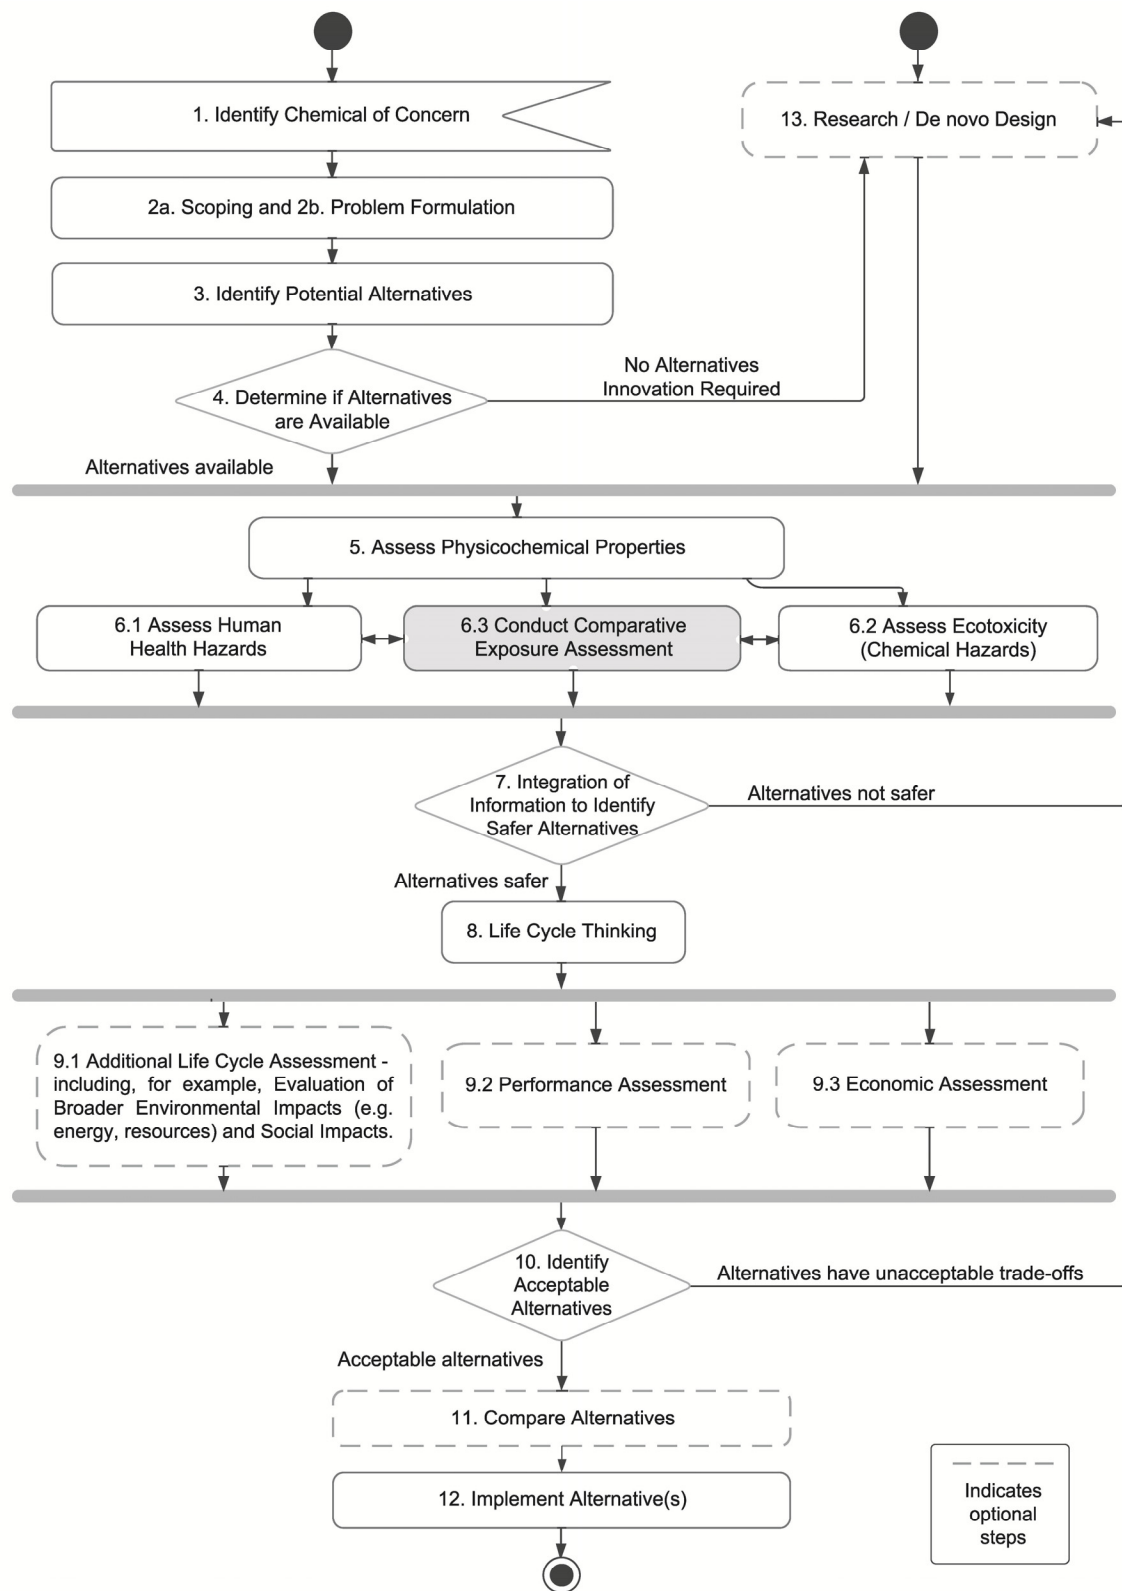 1. Identify Chemical of Concern
13. Research / De novo Design
2a. Scoping and 2b. Problem Formulation
3. Identify Potential Alternatives
4. Determine if Alternatives
are Available
No Alternatives
Innovation Required
Alternatives available
5. Assess Physicochemical Properties
6.1 Assess Human
Health Hazards
6.3 Conduct Comparative
Exposure Assessment
6.2 Assess Ecotoxicity
(Chemical Hazards)
7. Integration of
Information to Identify
Safer Alternatives
Alternatives not safer
Alternatives safer
8. Life Cycle Thinking
9.1 Additional Life Cycle Assessment -
including, for example, Evaluation of
Broader Environmental Impacts (e.g.
energy, resources) and Social Impacts.
9.2 Performance Assessment
9.3 Economic Assessment
10. Identify
Acceptable
Alternatives
Alternatives have unacceptable trade-offs
Acceptable alternatives
11. Compare Alternatives
12. Implement Alternative(s)
Indicates
optional
steps